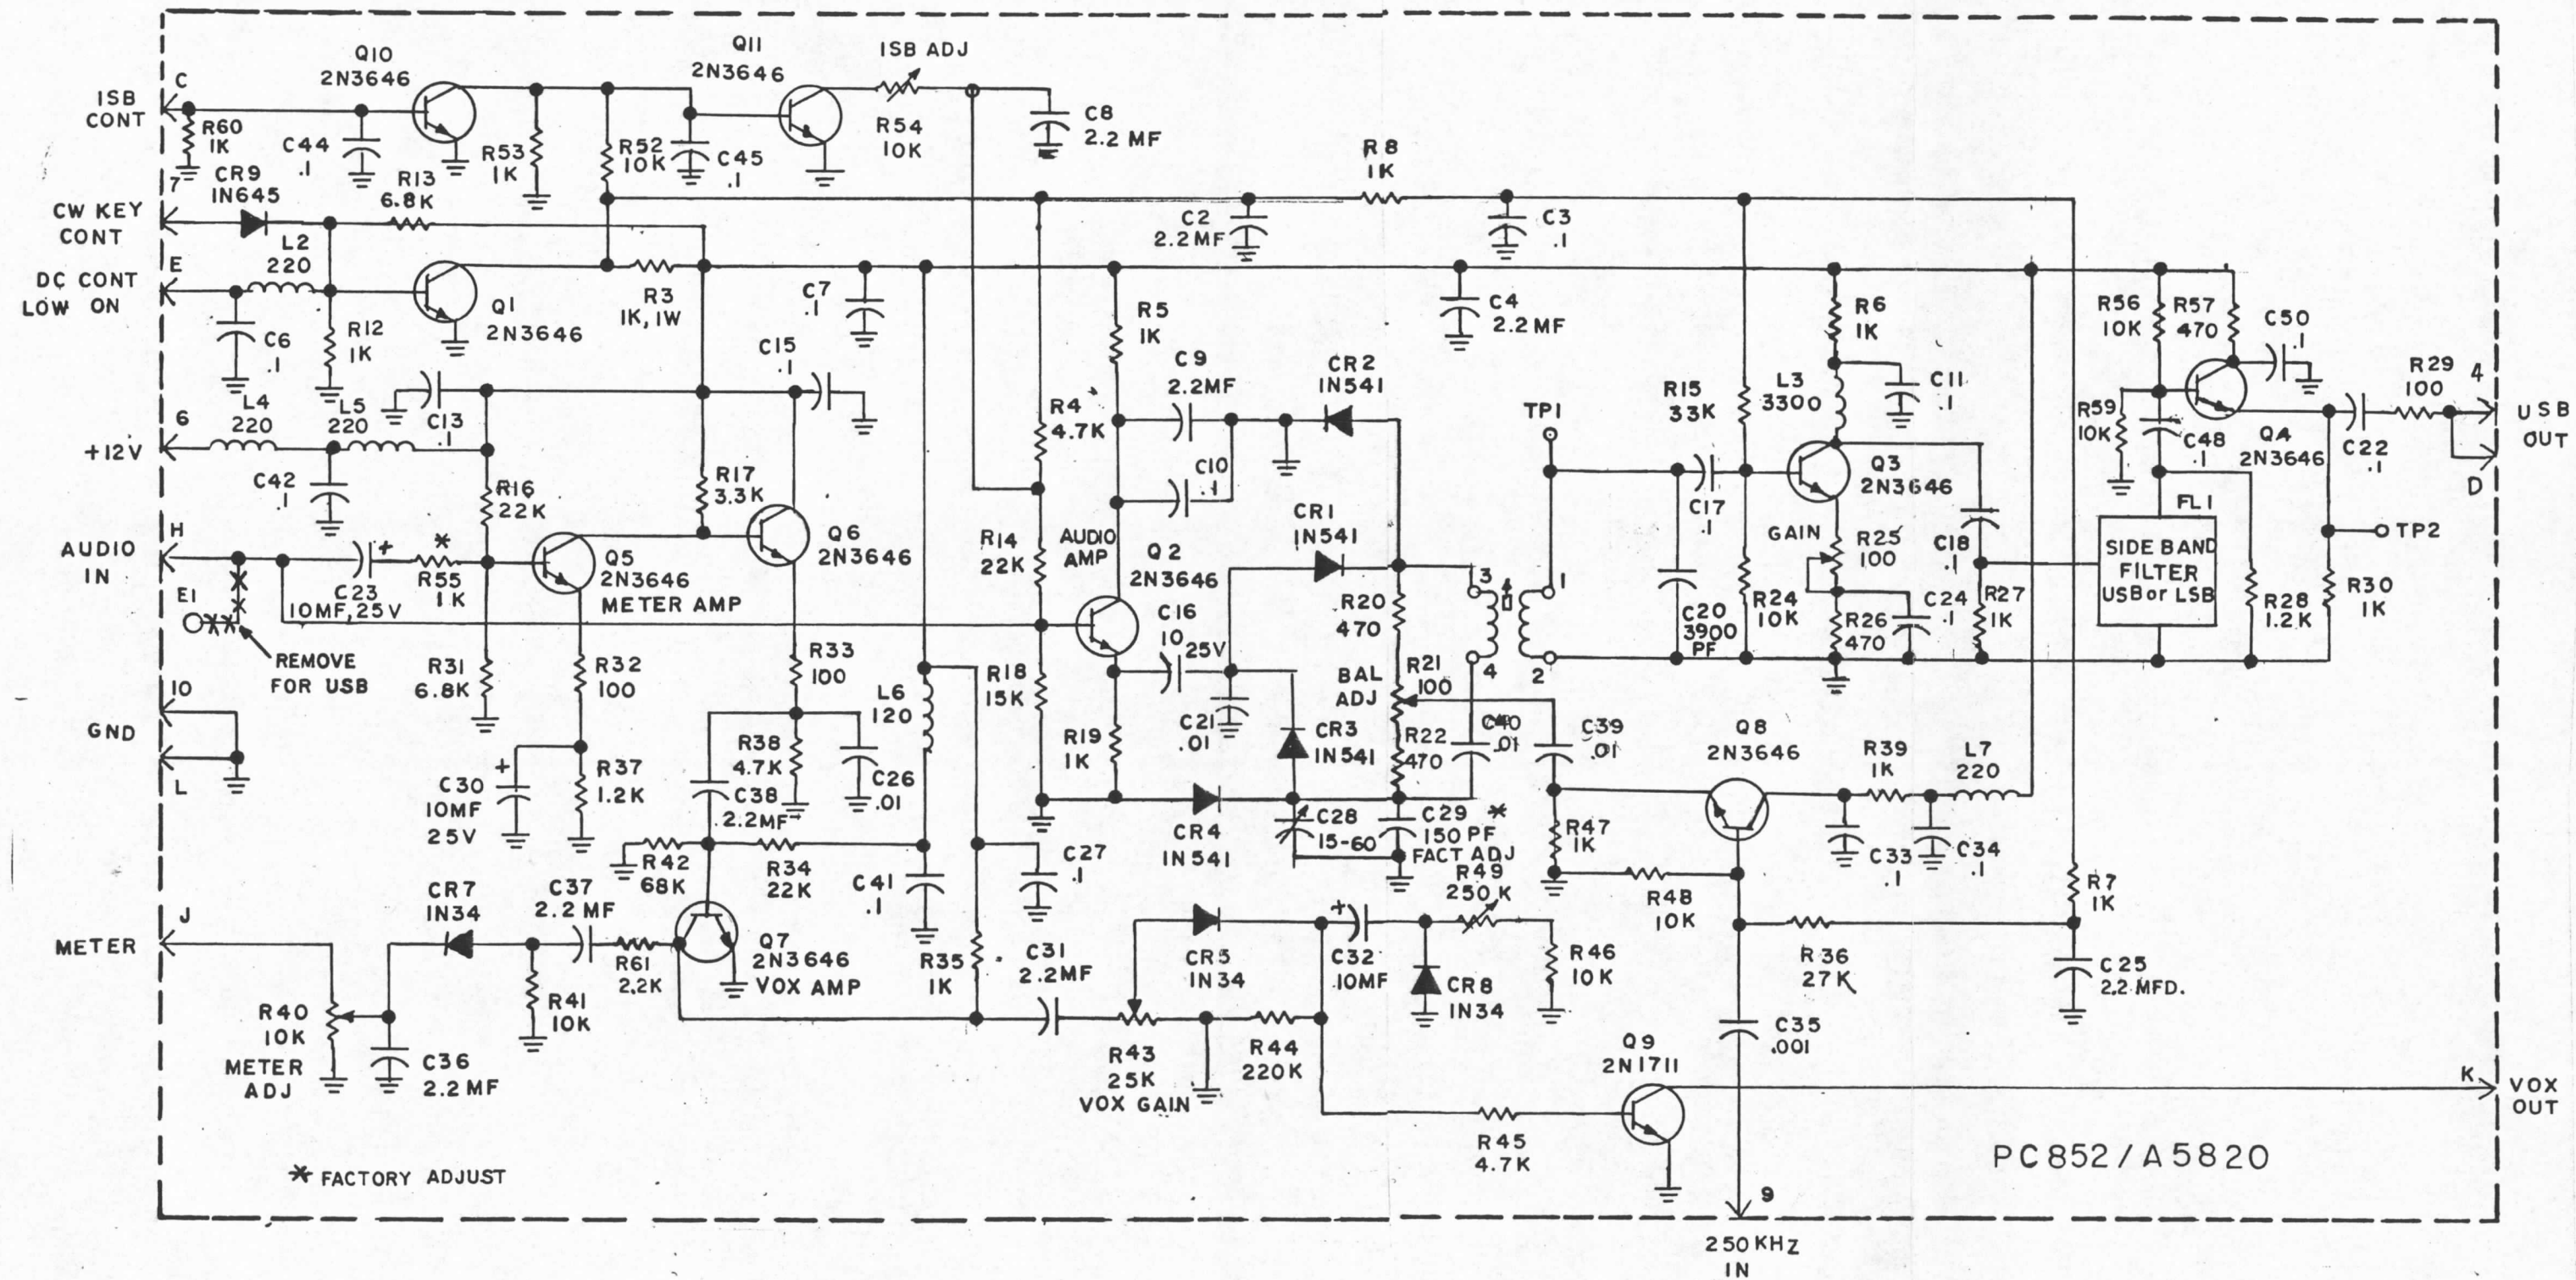 Q10
2N3646
Q11
2N3646
ISB ADJ
C
ISB
CONT
R60
1K
C44
.1
R53
1K
R52
10K
C45
.1
R54
10K
C8
2.2 MF
CR9
IN645
R13
6.8K
7
CW KEY
CONT
R8
1K
C2
2.2MF
C3
.1
L2
220
E
DC CONT
LOW ON
C6
.1
R12
1K
Q1
2N3646
R3
1K, 1W
C7
.1
C15
.1
R5
1K
C4
2.2MF
R6
1K
R56
10K
R57
470
C50
.1
C9
2.2MF
CR2
IN541
R15
33K
L3
3300
C11
.1
R29
100
4
USB
OUT
D
L4
220
L5
220
C13
.1
R4
4.7K
TP1
R59
10K
C48
.1
Q4
2N3646
C22
.1
6
+12V
C42
.1
R16
22K
R17
3.3K
C10
.1
C17
.1
Q3
2N3646
FL1
SIDE BAND
FILTER
USB or LSB
TP2
H
AUDIO
IN
E1
C23
10MF, 25V
*
R55
1K
Q5
2N3646
METER AMP
Q6
2N3646
R14
22K
AUDIO
AMP
Q2
2N3646
CR1
IN541
GAIN
R25
100
C18
.1
C16
10
25V
R20
470
3
1
C20
3900
PF
R24
10K
R26
470
C24
.1
R27
1K
R28
1.2K
R30
1K
REMOVE
FOR USB
R31
6.8K
R32
100
R33
100
R18
15K
R21
100
BAL
ADJ
4
2
10
GND
L
L6
120
C21
.01
CR3
IN541
R22
470
C40
.01
C39
.01
Q8
2N3646
R39
1K
L7
220
R19
1K
C30
10MF
25V
+
R37
1.2K
R38
4.7K
C26
.01
C38
2.2MF
CR4
IN541
C28
15-60
C29
150 PF
*
FACT ADJ
R47
1K
C33
.1
C34
.1
R42
68K
R34
22K
C41
.1
C27
.1
R49
250 K
R48
10K
R7
1K
J
METER
CR7
IN34
C37
2.2 MF
R61
2.2K
Q7
2N3646
VOX AMP
R35
1K
C31
2.2MF
CR5
IN34
+
C32
10MF
CR8
IN34
R46
10K
R36
27K
C25
2.2 MFD.
R40
10K
METER
ADJ
C36
2.2 MF
R41
10K
R43
25K
VOX GAIN
R44
220K
Q9
2N1711
C35
.001
K
VOX
OUT
R45
4.7K
PC852/A5820
* FACTORY ADJUST
9
250 KHZ
IN